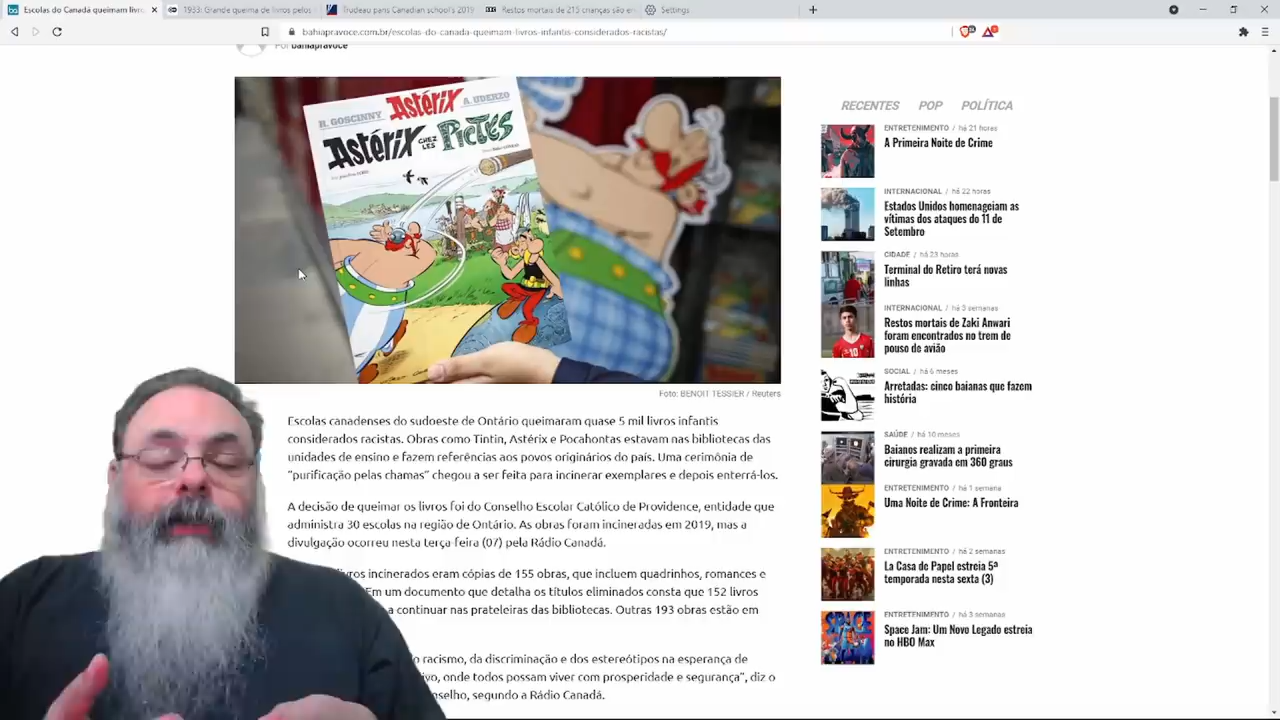 Escolas do Canadá queimam livros
1933: Grande queima de livros pelos
Trudeau pans Canadian school's 2019
Restos mortais de 215 crianças são en
Settings
bahiapravoce.com.br/escolas-do-canada-queimam-livros-infantis-considerados-racistas/
Por bahiapravoce
R. GOSCINNY Astérix A. UDERZO
Astérix CHEZ LES PICTES
Foto: BENOIT TESSIER / Reuters
Escolas canadenses do sudoeste de Ontário queimaram quase 5 mil livros infantis
considerados racistas. Obras como Tintin, Astérix e Pocahontas estavam nas bibliotecas das
unidades de ensino e fazem referências aos povos originários do país. Uma cerimônia de
“purificação pelas chamas” chegou a ser feita para incinerar exemplares e depois enterrá-los.
A decisão de queimar os livros foi do Conselho Escolar Católico de Providence, entidade que
administra 30 escolas na região de Ontário. As obras foram incineradas em 2019, mas a
divulgação ocorreu nesta terça-feira (07) pela Rádio Canadá.
livros incinerados eram cópias de 155 obras, que incluem quadrinhos, romances e
Em um documento que detalha os títulos eliminados consta que 152 livros
a continuar nas prateleiras das bibliotecas. Outras 193 obras estão em
o racismo, da discriminação e dos estereótipos na esperança de
ivo, onde todos possam viver com prosperidade e segurança”, diz o
nselho, segundo a Rádio Canadá.
RECENTES POP POLÍTICA
ENTRETENIMENTO / há 21 horas
A Primeira Noite de Crime
INTERNACIONAL / há 22 horas
Estados Unidos homenageiam as
vítimas dos ataques do 11 de
Setembro
CIDADE / há 23 horas
Terminal do Retiro terá novas
linhas
INTERNACIONAL / há 3 semanas
Restos mortais de Zaki Anwari
foram encontrados no trem de
pouso de avião
SOCIAL / há 6 meses
Arretadas: cinco baianas que fazem
história
SAÚDE / há 10 meses
Baianos realizam a primeira
cirurgia gravada em 360 graus
ENTRETENIMENTO / há 1 semana
Uma Noite de Crime: A Fronteira
ENTRETENIMENTO / há 2 semanas
La Casa de Papel estreia 5ª
temporada nesta sexta (3)
ENTRETENIMENTO / há 3 semanas
Space Jam: Um Novo Legado estreia
no HBO Max